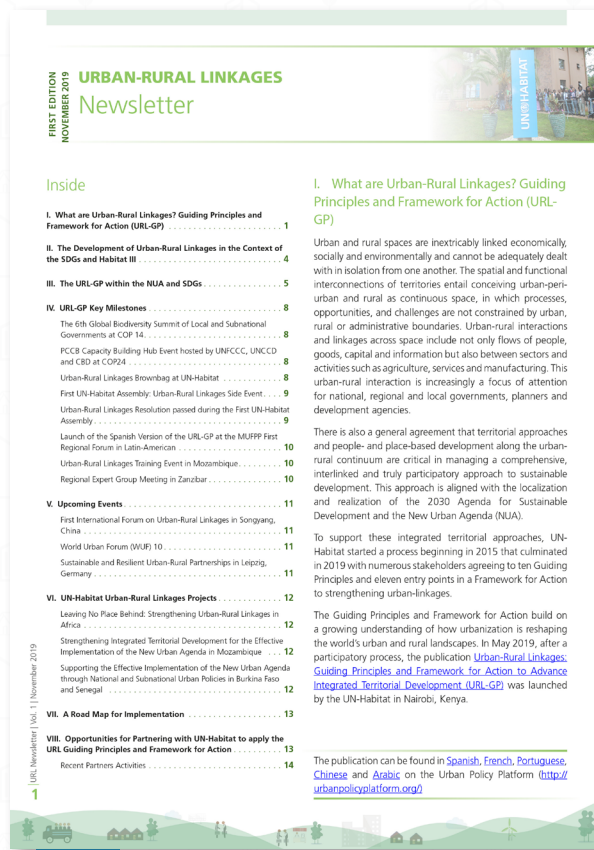 FIRST EDITION
NOVEMBER 2019
URBAN-RURAL LINKAGES
Newsletter
UN HABITAT
Inside
I. What are Urban-Rural Linkages? Guiding Principles and
Framework for Action (URL-GP) . . . . . . . . . . . . . . . . . . . . . . 1
II. The Development of Urban-Rural Linkages in the Context of
the SDGs and Habitat III . . . . . . . . . . . . . . . . . . . . . . . . . . . . 4
III. The URL-GP within the NUA and SDGs . . . . . . . . . . . . . . . 5
IV. URL-GP Key Milestones . . . . . . . . . . . . . . . . . . . . . . . . . . 8
The 6th Global Biodiversity Summit of Local and Subnational
Governments at COP 14. . . . . . . . . . . . . . . . . . . . . . . . . . . 8
PCCB Capacity Building Hub Event hosted by UNFCCC, UNCCD
and CBD at COP24 . . . . . . . . . . . . . . . . . . . . . . . . . . . . . . 8
Urban-Rural Linkages Brownbag at UN-Habitat . . . . . . . . . . . . 8
First UN-Habitat Assembly: Urban-Rural Linkages Side Event . . . . 9
Urban-Rural Linkages Resolution passed during the First UN-Habitat
Assembly . . . . . . . . . . . . . . . . . . . . . . . . . . . . . . . . . . . . . 9
Launch of the Spanish Version of the URL-GP at the MUFPP First
Regional Forum in Latin-American . . . . . . . . . . . . . . . . . . . . 10
Urban-Rural Linkages Training Event in Mozambique. . . . . . . . . 10
Regional Expert Group Meeting in Zanzibar . . . . . . . . . . . . . . . 10
V. Upcoming Events . . . . . . . . . . . . . . . . . . . . . . . . . . . . . . . 11
First International Forum on Urban-Rural Linkages in Songyang,
China . . . . . . . . . . . . . . . . . . . . . . . . . . . . . . . . . . . . . . . 11
World Urban Forum (WUF) 10 . . . . . . . . . . . . . . . . . . . . . . . 11
Sustainable and Resilient Urban-Rural Partnerships in Leipzig,
Germany . . . . . . . . . . . . . . . . . . . . . . . . . . . . . . . . . . . . . 11
VI. UN-Habitat Urban-Rural Linkages Projects . . . . . . . . . . . . . 12
Leaving No Place Behind: Strengthening Urban-Rural Linkages in
Africa . . . . . . . . . . . . . . . . . . . . . . . . . . . . . . . . . . . . . . . 12
Strengthening Integrated Territorial Development for the Effective
Implementation of the New Urban Agenda in Mozambique . . . 12
Supporting the Effective Implementation of the New Urban Agenda
through National and Subnational Urban Policies in Burkina Faso
and Senegal . . . . . . . . . . . . . . . . . . . . . . . . . . . . . . . . . . 12
VII. A Road Map for Implementation . . . . . . . . . . . . . . . . . . . 13
VIII. Opportunities for Partnering with UN-Habitat to apply the
URL Guiding Principles and Framework for Action . . . . . . . . . . 13
Recent Partners Activities . . . . . . . . . . . . . . . . . . . . . . . . . . 14
I. What are Urban-Rural Linkages? Guiding
Principles and Framework for Action (URL-
GP)
Urban and rural spaces are inextricably linked economically,
socially and environmentally and cannot be adequately dealt
with in isolation from one another. The spatial and functional
interconnections of territories entail conceiving urban-peri-
urban and rural as continuous space, in which processes,
opportunities, and challenges are not constrained by urban,
rural or administrative boundaries. Urban-rural interactions
and linkages across space include not only flows of people,
goods, capital and information but also between sectors and
activities such as agriculture, services and manufacturing. This
urban-rural interaction is increasingly a focus of attention
for national, regional and local governments, planners and
development agencies.
There is also a general agreement that territorial approaches
and people- and place-based development along the urban-
rural continuum are critical in managing a comprehensive,
interlinked and truly participatory approach to sustainable
development. This approach is aligned with the localization
and realization of the 2030 Agenda for Sustainable
Development and the New Urban Agenda (NUA).
To support these integrated territorial approaches, UN-
Habitat started a process beginning in 2015 that culminated
in 2019 with numerous stakeholders agreeing to ten Guiding
Principles and eleven entry points in a Framework for Action
to strengthening urban-linkages.
The Guiding Principles and Framework for Action build on
a growing understanding of how urbanization is reshaping
the world's urban and rural landscapes. In May 2019, after a
participatory process, the publication Urban-Rural Linkages:
Guiding Principles and Framework for Action to Advance
Integrated Territorial Development (URL-GP) was launched
by the UN-Habitat in Nairobi, Kenya.
The publication can be found in Spanish, French, Portuguese,
Chinese and Arabic on the Urban Policy Platform (http://
urbanpolicyplatform.org/)
URL Newsletter | Vol. 1 | November 2019
1